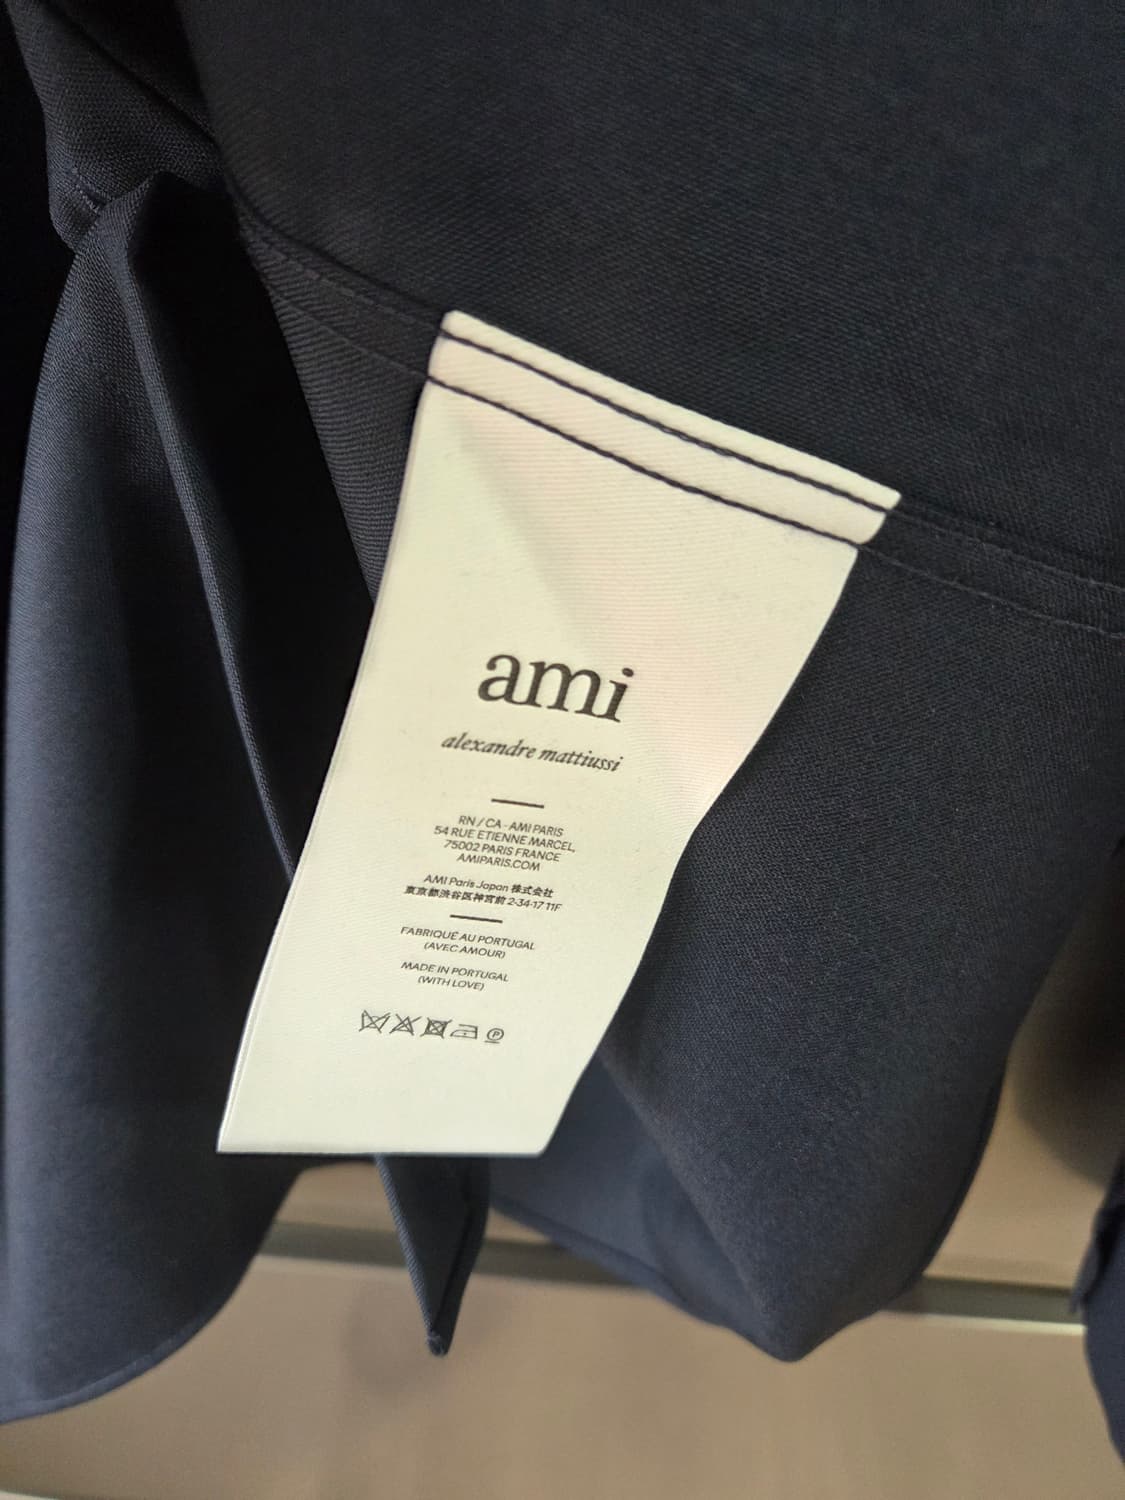 ami
alexandre mattiussi
RN / CA - AMI PARIS
54 RUE ETIENNE MARCEL,
75002 PARIS FRANCE
AMIPARIS.COM
AMI Paris Japan 株式会社
東京都渋谷区神宮前 2-34-17 11F
FABRIQUÉ AU PORTUGAL
(AVEC AMOUR)
MADE IN PORTUGAL
(WITH LOVE)
P